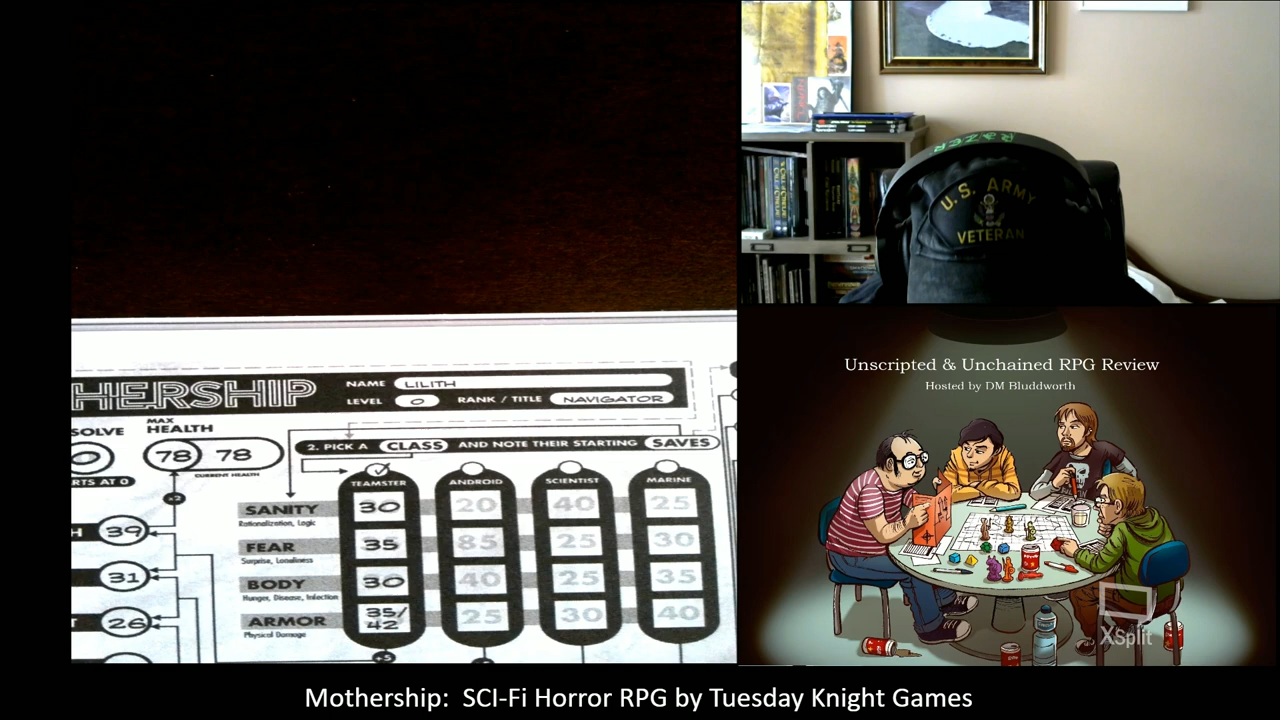 HERSHIP
NAME LILITH
LEVEL 0 RANK / TITLE NAVIGATOR
SOLVE
0
ARTS AT 0
MAX
HEALTH
78 78
CURRENT HEALTH
x2
2. PICK A CLASS AND NOTE THEIR STARTING SAVES
TEAMSTER ANDROID SCIENTIST MARINE
SANITY 30 20 40 25
Rationalization, Logic
FEAR 35 85 25 30
Surprise, Loneliness
BODY 30 40 25 35
Hunger, Disease, Infection
ARMOR 35/42 25 30 40
Physical Damage
+5
H 39
31
T 26
RAZER
U.S. ARMY
VETERAN
Unscripted & Unchained RPG Review
Hosted by DM Bluddworth
XSplit
Mothership: SCI-Fi Horror RPG by Tuesday Knight Games